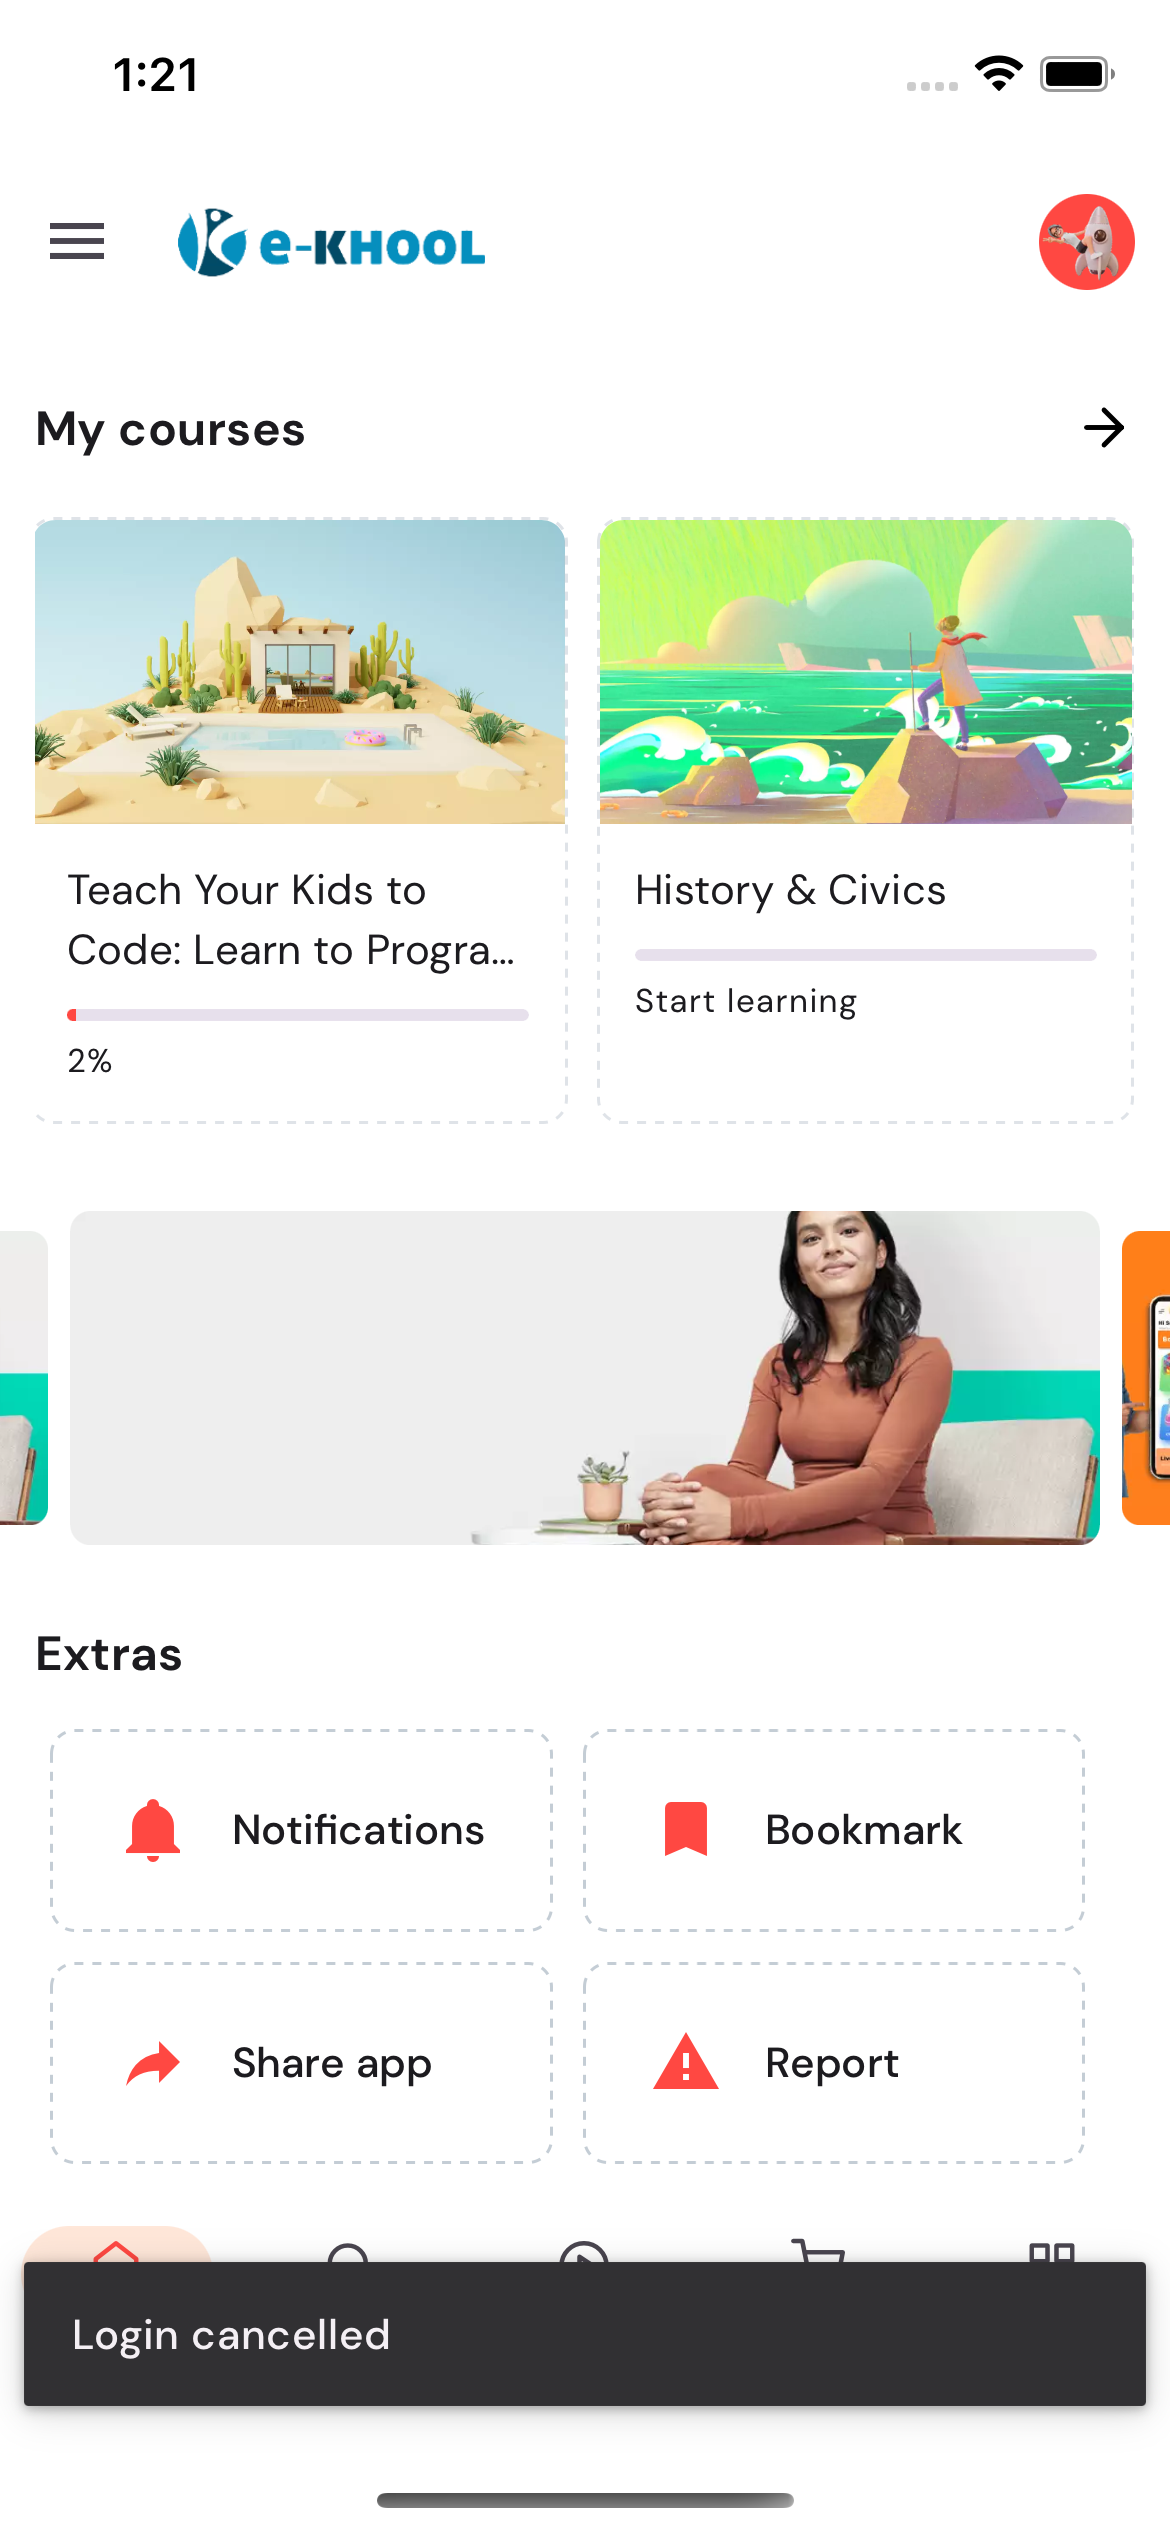 1:21
e-KHOOL
My courses
Teach Your Kids to
Code: Learn to Progra...
2%
History & Civics
Start learning
Extras
Notifications
Bookmark
Share app
Report
Login cancelled